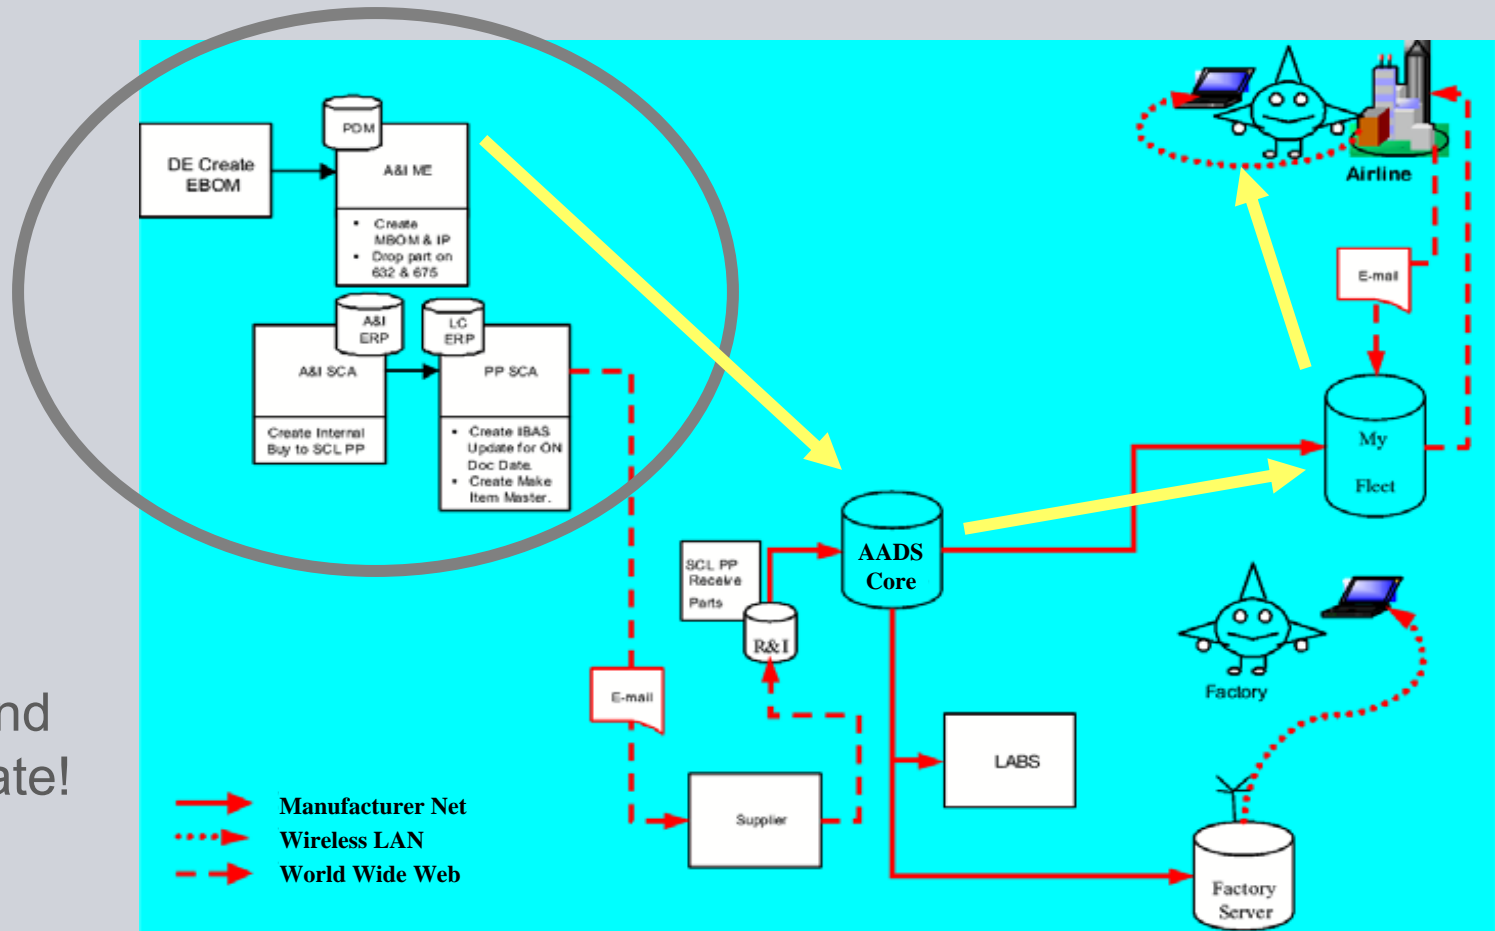 PDM
DE Create
EBOM
A&I ME
• Create
MBOM & IP
• Drop part on
632 & 675
A&I
ERP
LC
ERP
A&I SCA
PP SCA
Create Internal
Buy to SCL PP
• Create IBAS
Update for ON
Doc Date.
• Create Make
Item Master.
Airline
E-mail
My
Fleet
AADS
Core
SCL PP
Receive
Parts
R&I
E-mail
Factory
nd
ate!
LABS
Supplier
Manufacturer Net
Wireless LAN
World Wide Web
Factory
Server